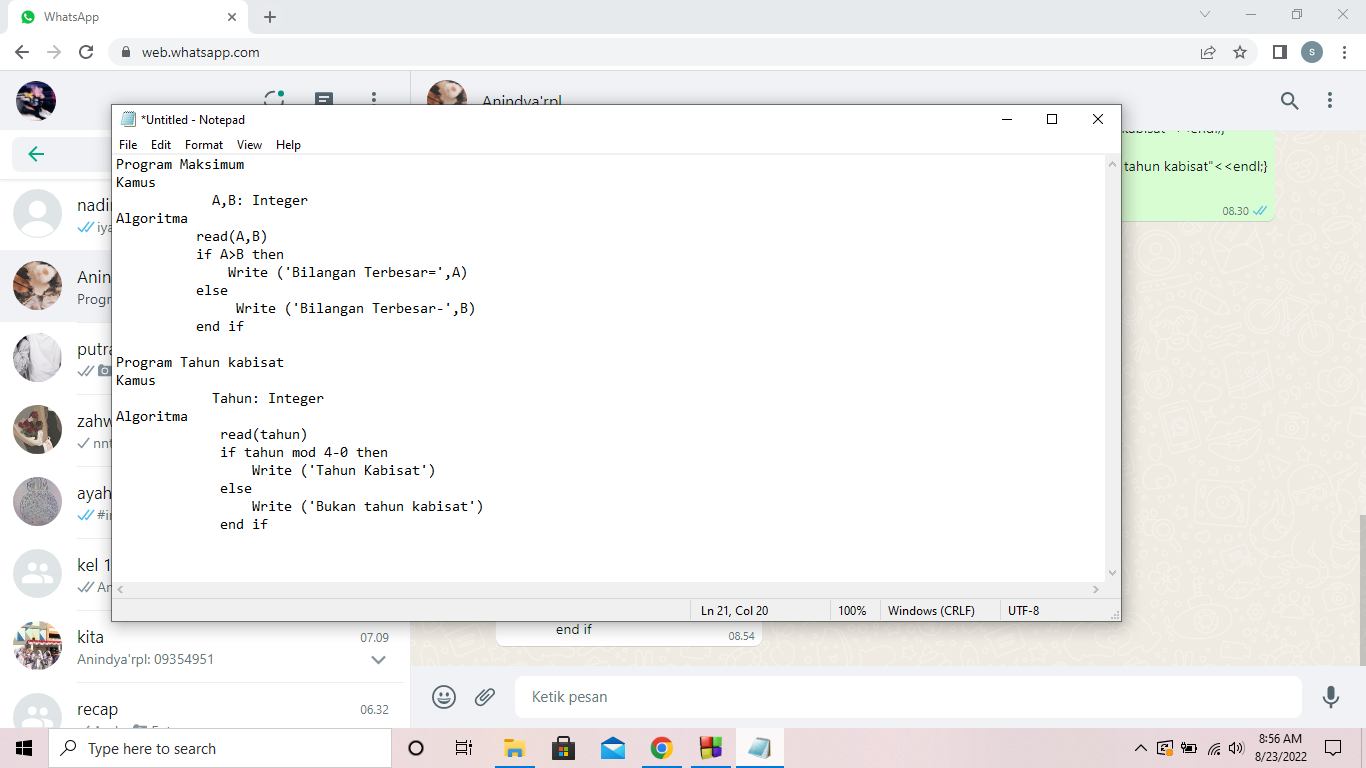 WhatsApp
web.whatsapp.com
S
Anindya'rpl
*Untitled - Notepad
File Edit Format View Help
Program Maksimum
Kamus
A,B: Integer
Algoritma
read(A,B)
if A>B then
Write ('Bilangan Terbesar=',A)
else
Write ('Bilangan Terbesar-',B)
end if
Program Tahun kabisat
Kamus
Tahun: Integer
Algoritma
read(tahun)
if tahun mod 4-0 then
Write ('Tahun Kabisat')
else
Write ('Bukan tahun kabisat')
end if
Ln 21, Col 20 100% Windows (CRLF) UTF-8
tahun kabisat"<<endl;}
08.30
nadi
iya
Anin
Progr
putra
zahw
nnt
ayah
#in
kel 1
An
kita 07.09
Anindya'rpl: 09354951
recap 06.32
end if
08.54
Ketik pesan
Type here to search
8:56 AM
8/23/2022